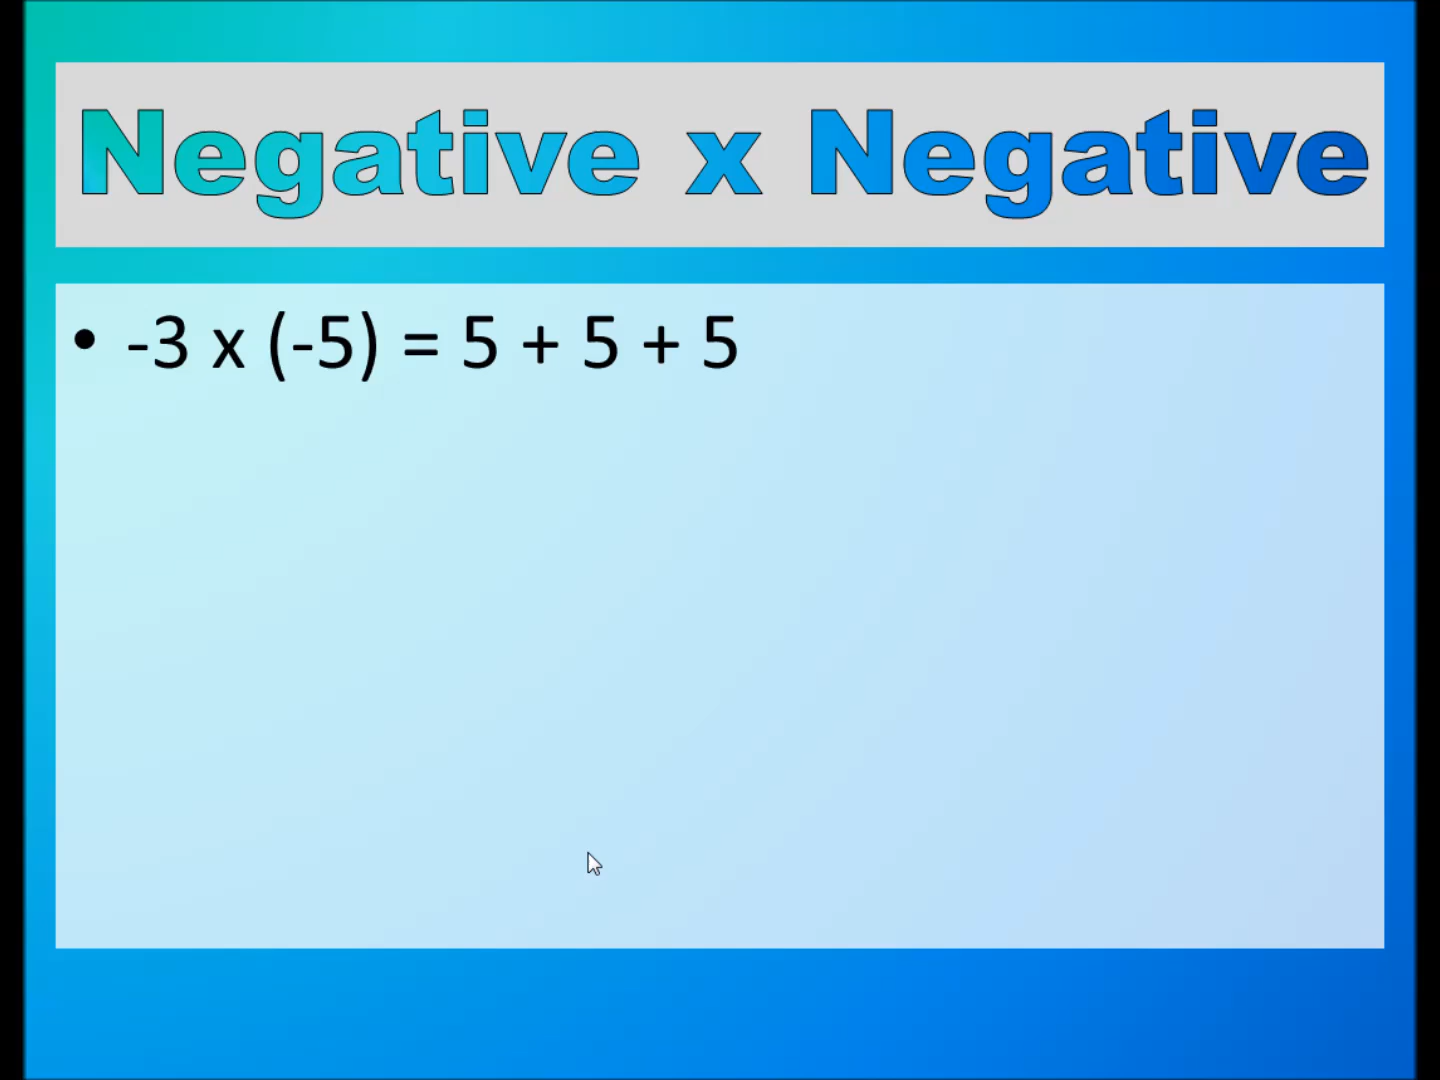 Negative x Negative
• -3 x (-5) = 5 + 5 + 5